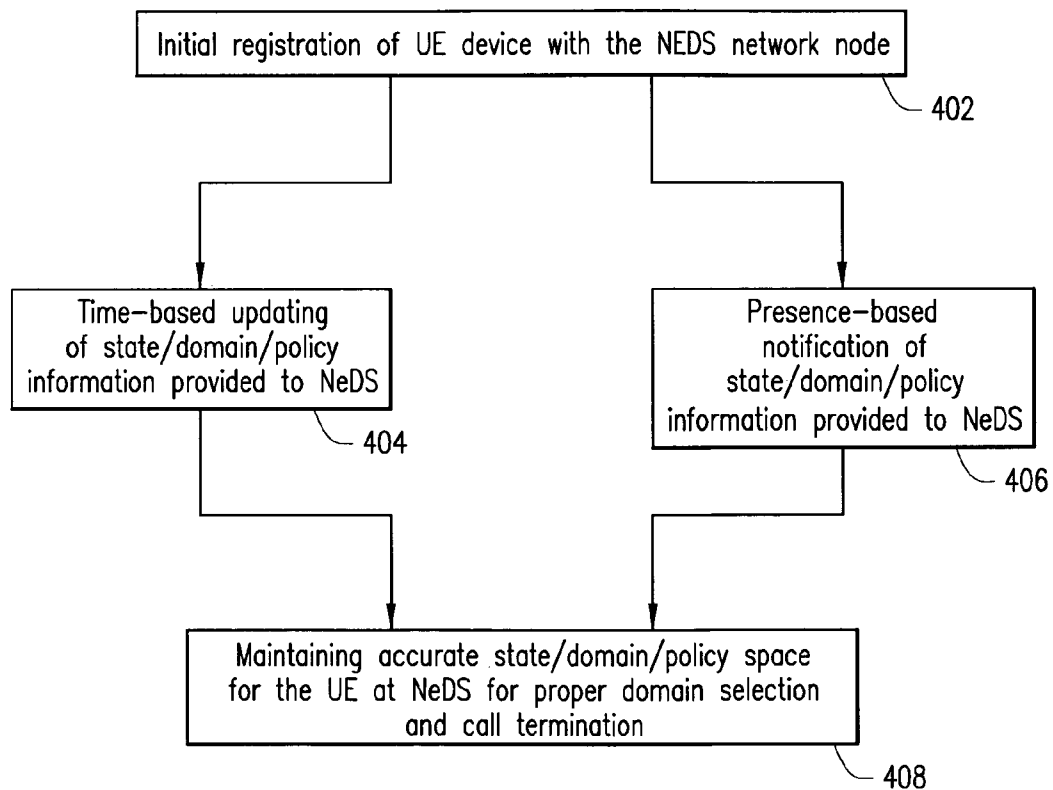 Initial registration of UE device with the NEDS network node
402
Time-based updating
of state/domain/policy
information provided to NeDS
404
Presence-based
notification of
state/domain/policy
information provided to NeDS
406
Maintaining accurate state/domain/policy space
for the UE at NeDS for proper domain selection
and call termination
408